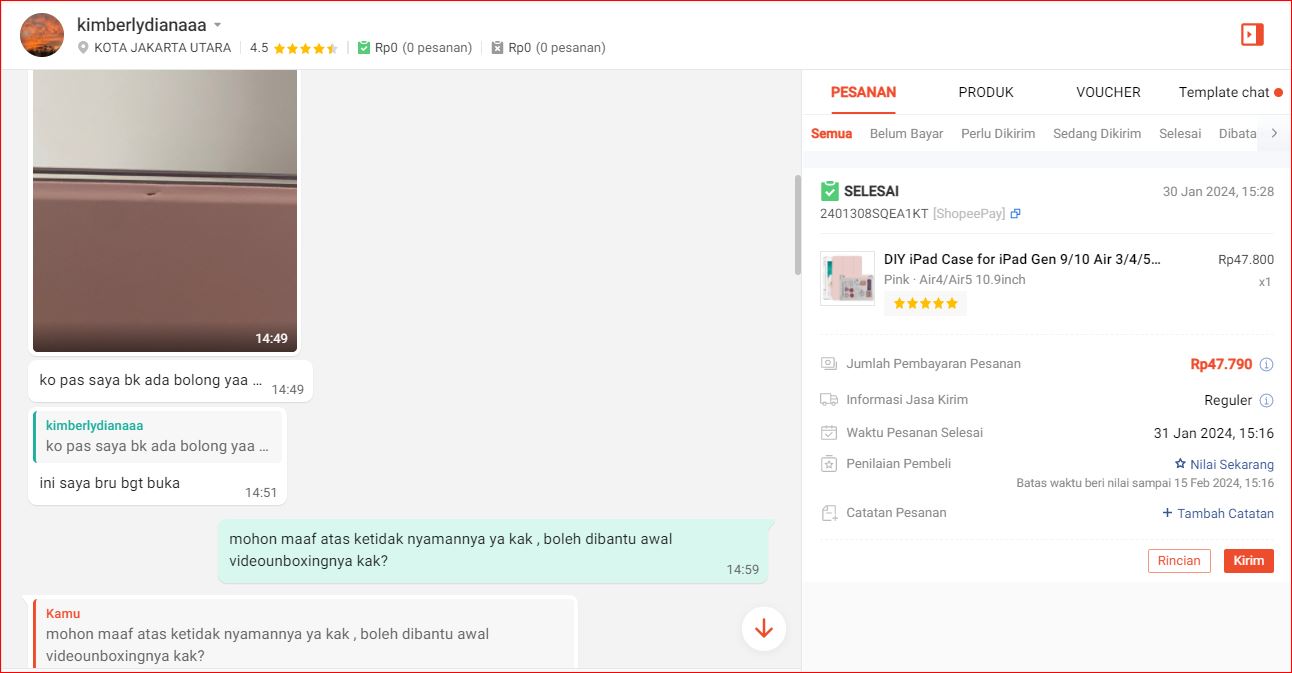 kimberlydianaaa
KOTA JAKARTA UTARA 4.5 Rp0 (0 pesanan) Rp0 (0 pesanan)
14:49
ko pas saya bk ada bolong yaa ... 14:49
kimberlydianaaa
ko pas saya bk ada bolong yaa ...
ini saya bru bgt buka 14:51
mohon maaf atas ketidak nyamannya ya kak , boleh dibantu awal
videounboxingnya kak?
14:59
Kamu
mohon maaf atas ketidak nyamannya ya kak , boleh dibantu awal
videounboxingnya kak?
PESANAN PRODUK VOUCHER Template chat
Semua Belum Bayar Perlu Dikirim Sedang Dikirim Selesai Dibata
SELESAI 30 Jan 2024, 15:28
2401308SQEA1KT [ShopeePay]
DIY iPad Case for iPad Gen 9/10 Air 3/4/5... Rp47.800
Pink · Air4/Air5 10.9inch x1
Jumlah Pembayaran Pesanan Rp47.790
Informasi Jasa Kirim Reguler
Waktu Pesanan Selesai 31 Jan 2024, 15:16
Penilaian Pembeli Nilai Sekarang
Batas waktu beri nilai sampai 15 Feb 2024, 15:16
Catatan Pesanan + Tambah Catatan
Rincian Kirim